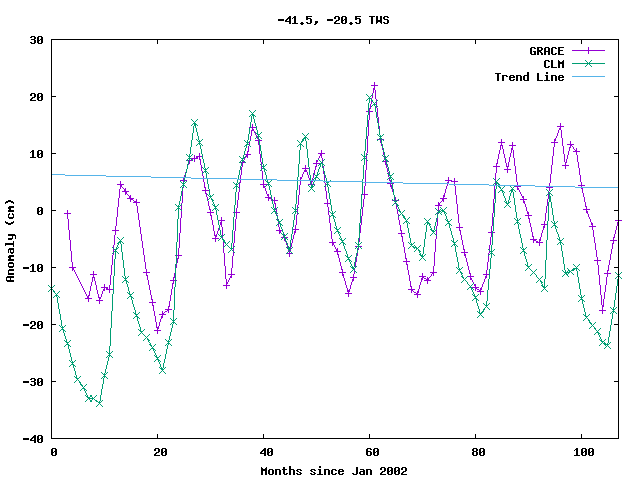 -41.5, -20.5 TWS
GRACE
CLM
Trend Line
30
20
10
0
-10
-20
-30
-40
Anomaly (cm)
0 20 40 60 80 100
Months since Jan 2002